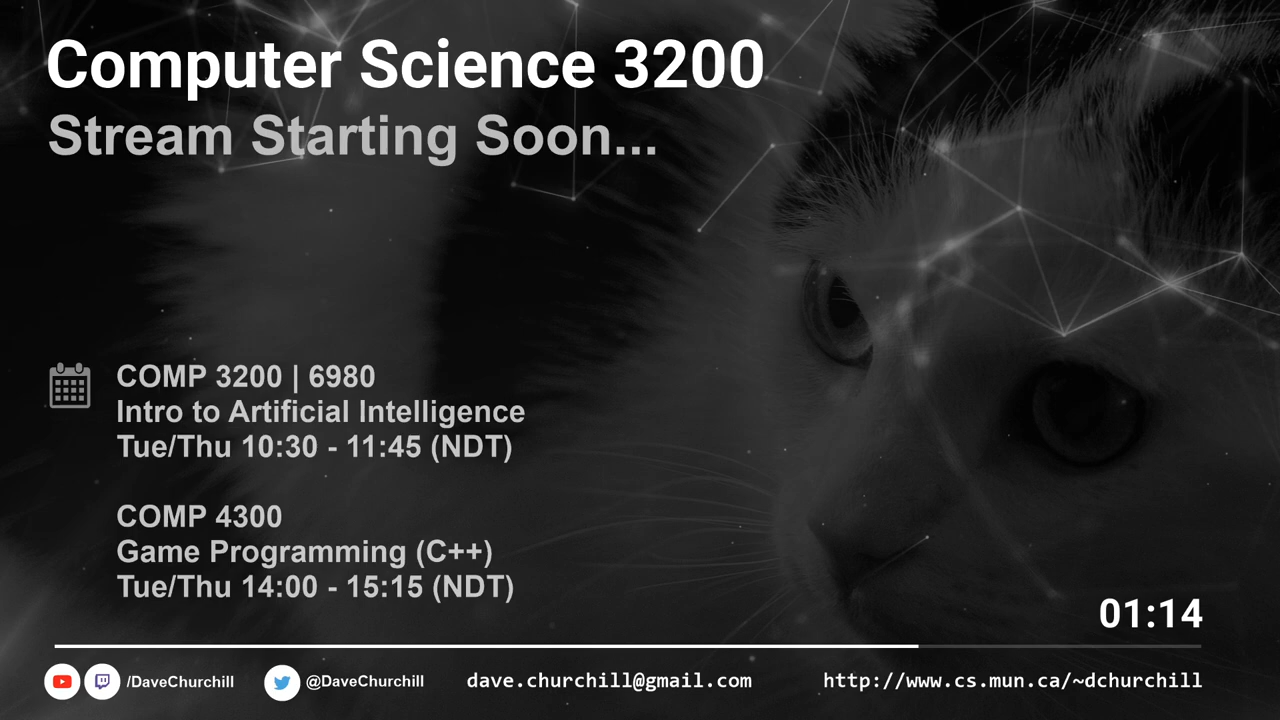 Computer Science 3200
Stream Starting Soon...
COMP 3200 | 6980
Intro to Artificial Intelligence
Tue/Thu 10:30 - 11:45 (NDT)
COMP 4300
Game Programming (C++)
Tue/Thu 14:00 - 15:15 (NDT)
01:14
/DaveChurchill
@DaveChurchill
dave.churchill@gmail.com
http://www.cs.mun.ca/~dchurchill